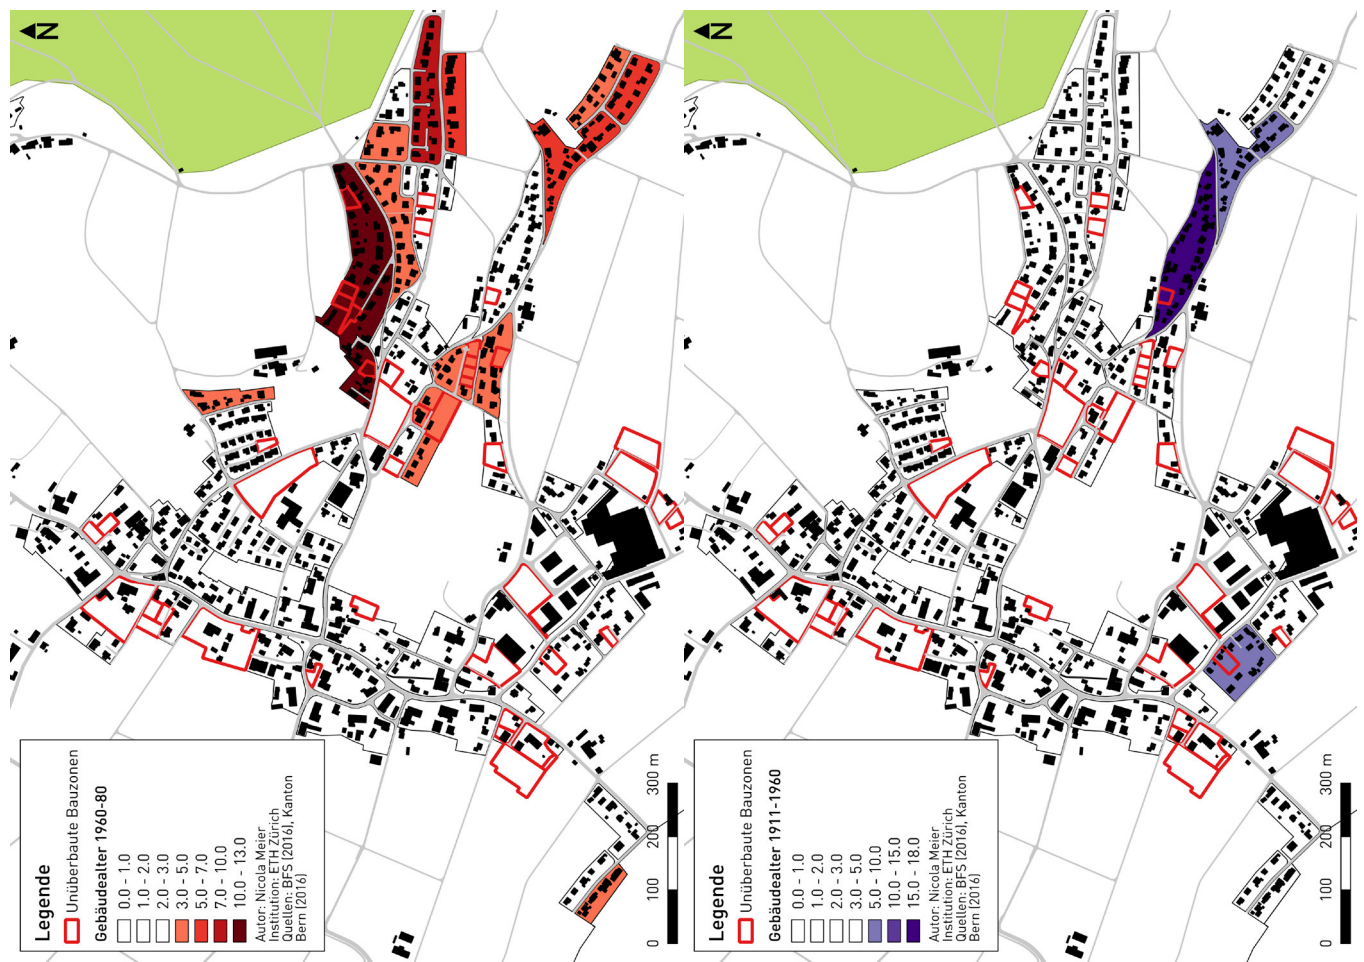 N
Legende
Unüberbaute Bauzonen
Gebäudealter 1960-80
0.0 - 1.0
1.0 - 2.0
2.0 - 3.0
3.0 - 5.0
5.0 - 7.0
7.0 - 10.0
10.0 - 13.0
Autor: Nicola Meier
Institution: ETH Zürich
Quellen: BFS (2016), Kanton
Bern (2016)
0 100 200 300 m
N
Legende
Unüberbaute Bauzonen
Gebäudealter 1911-1960
0.0 - 1.0
1.0 - 2.0
2.0 - 3.0
3.0 - 5.0
5.0 - 10.0
10.0 - 15.0
15.0 - 18.0
Autor: Nicola Meier
Institution: ETH Zürich
Quellen: BFS (2016), Kanton
Bern (2016)
0 100 200 300 m